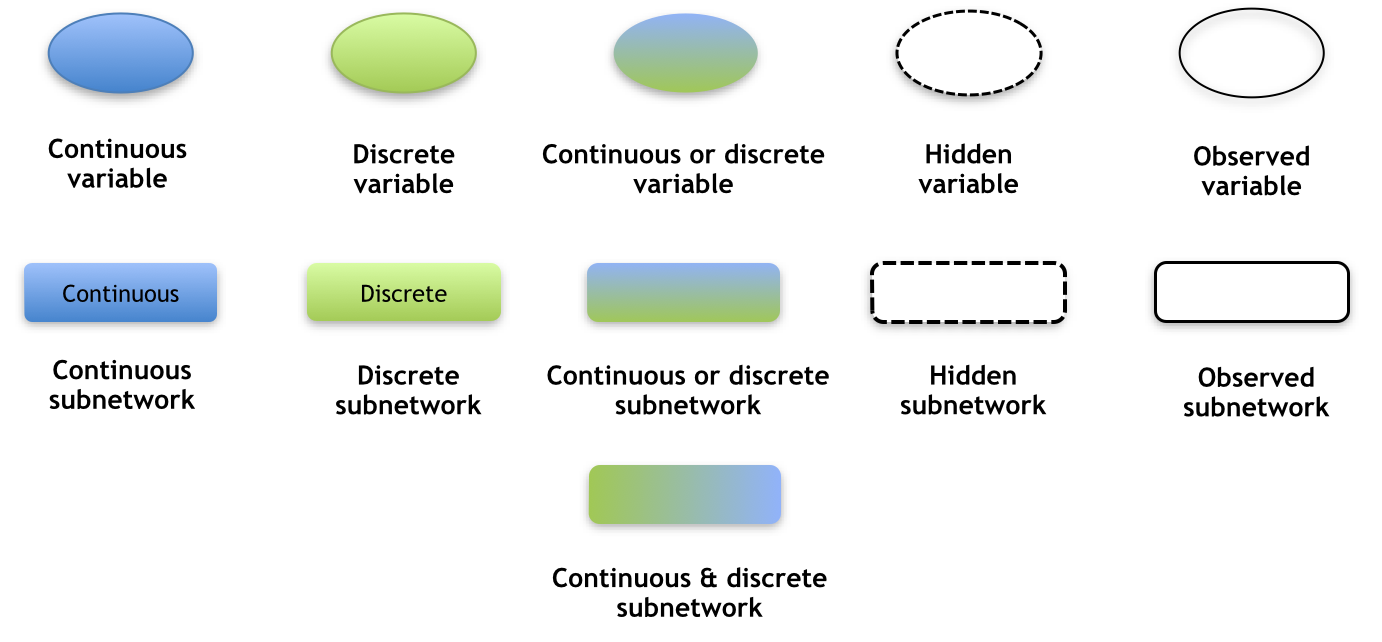 Continuous
variable
Discrete
variable
Continuous or discrete
variable
Hidden
variable
Observed
variable
Continuous
Discrete
Continuous
subnetwork
Discrete
subnetwork
Continuous or discrete
subnetwork
Hidden
subnetwork
Observed
subnetwork
Continuous & discrete
subnetwork